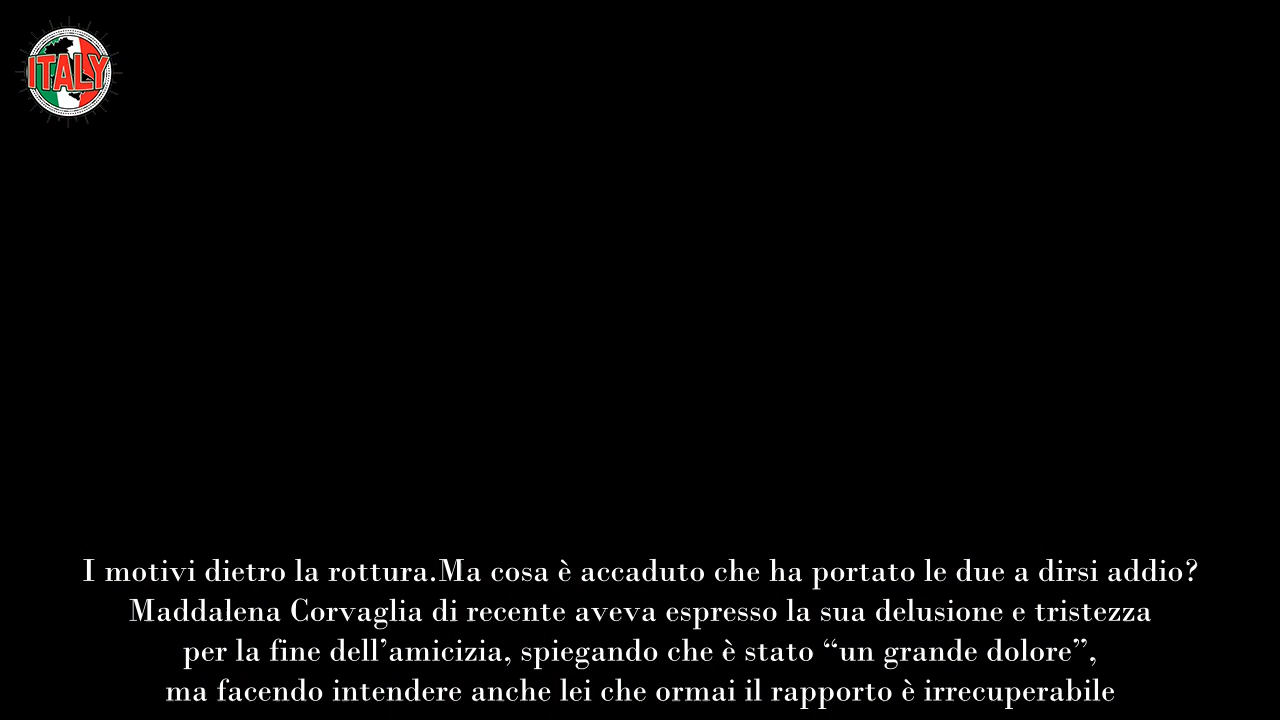 ITALY
I motivi dietro la rottura.Ma cosa è accaduto che ha portato le due a dirsi addio?
Maddalena Corvaglia di recente aveva espresso la sua delusione e tristezza
per la fine dell’amicizia, spiegando che è stato “un grande dolore”,
ma facendo intendere anche lei che ormai il rapporto è irrecuperabile